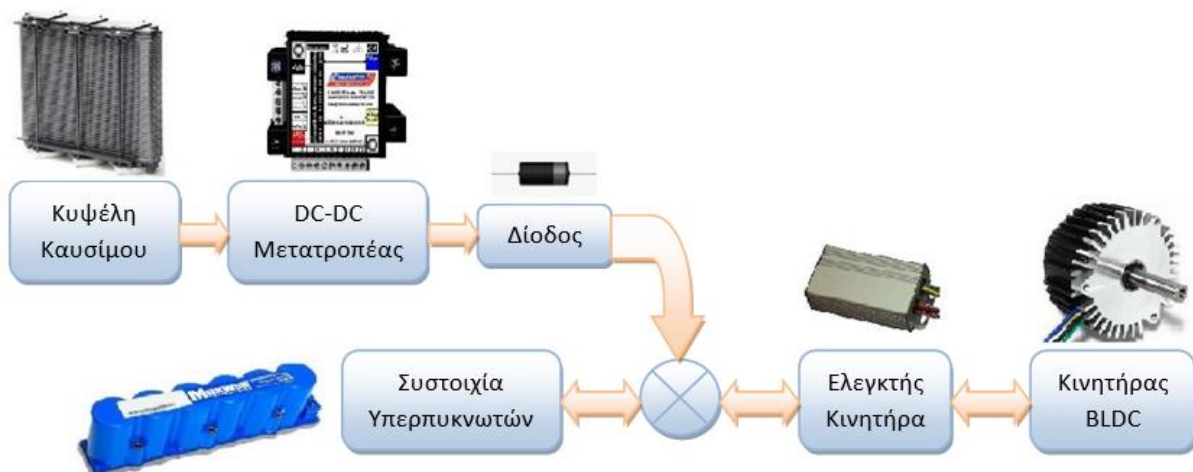 Κυψέλη
Καυσίμου
DC-DC
Μετατροπέας
Δίοδος
Συστοιχία
Υπερπυκνωτών
Ελεγκτής
Κινητήρα
Κινητήρας
BLDC